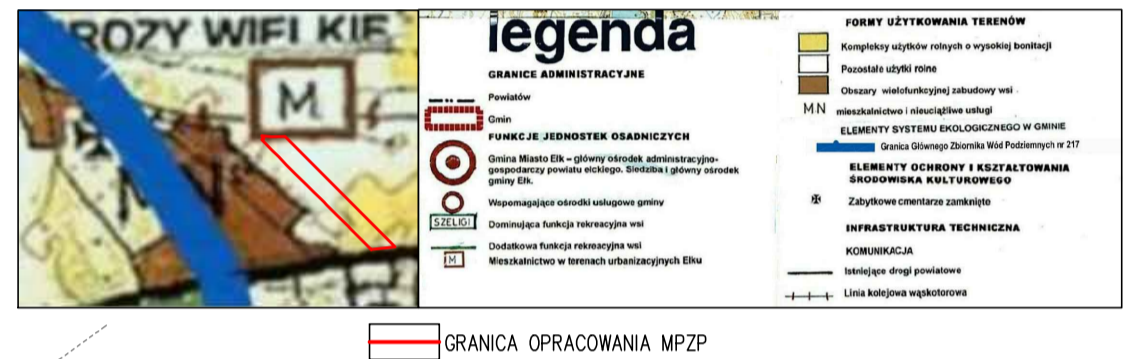 ROZY WIELKIE
M
legenda
GRANICE ADMINISTRACYJNE
Powiatów
Gmin
FUNKCJE JEDNOSTEK OSADNICZYCH
Gmina Miasto Ełk – główny ośrodek administracyjno-
gospodarczy powiatu ełckiego. Siedziba i główny ośrodek
gminy Ełk.
Wspomagające ośrodki usługowe gminy
SZELIGI Dominująca funkcja rekreacyjna wsi
Dodatkowa funkcja rekreacyjna wsi
M Mieszkalnictwo w terenach urbanizacyjnych Ełku
FORMY UŻYTKOWANIA TERENÓW
Kompleksy użytków rolnych o wysokiej bonitacji
Pozostałe użytki rolne
Obszary wielofunkcyjnej zabudowy wsi
MN mieszkalnictwo i nieuciążliwe usługi
ELEMENTY SYSTEMU EKOLOGICZNEGO W GMINIE
Granica Głównego Zbiornika Wód Podziemnych nr 217
ELEMENTY OCHRONY I KSZTAŁTOWANIA
ŚRODOWISKA KULTUROWEGO
Zabytkowe cmentarze zamknięte
INFRASTRUKTURA TECHNICZNA
KOMUNIKACJA
Istniejące drogi powiatowe
Linia kolejowa wąskotorowa
GRANICA OPRACOWANIA MPZP